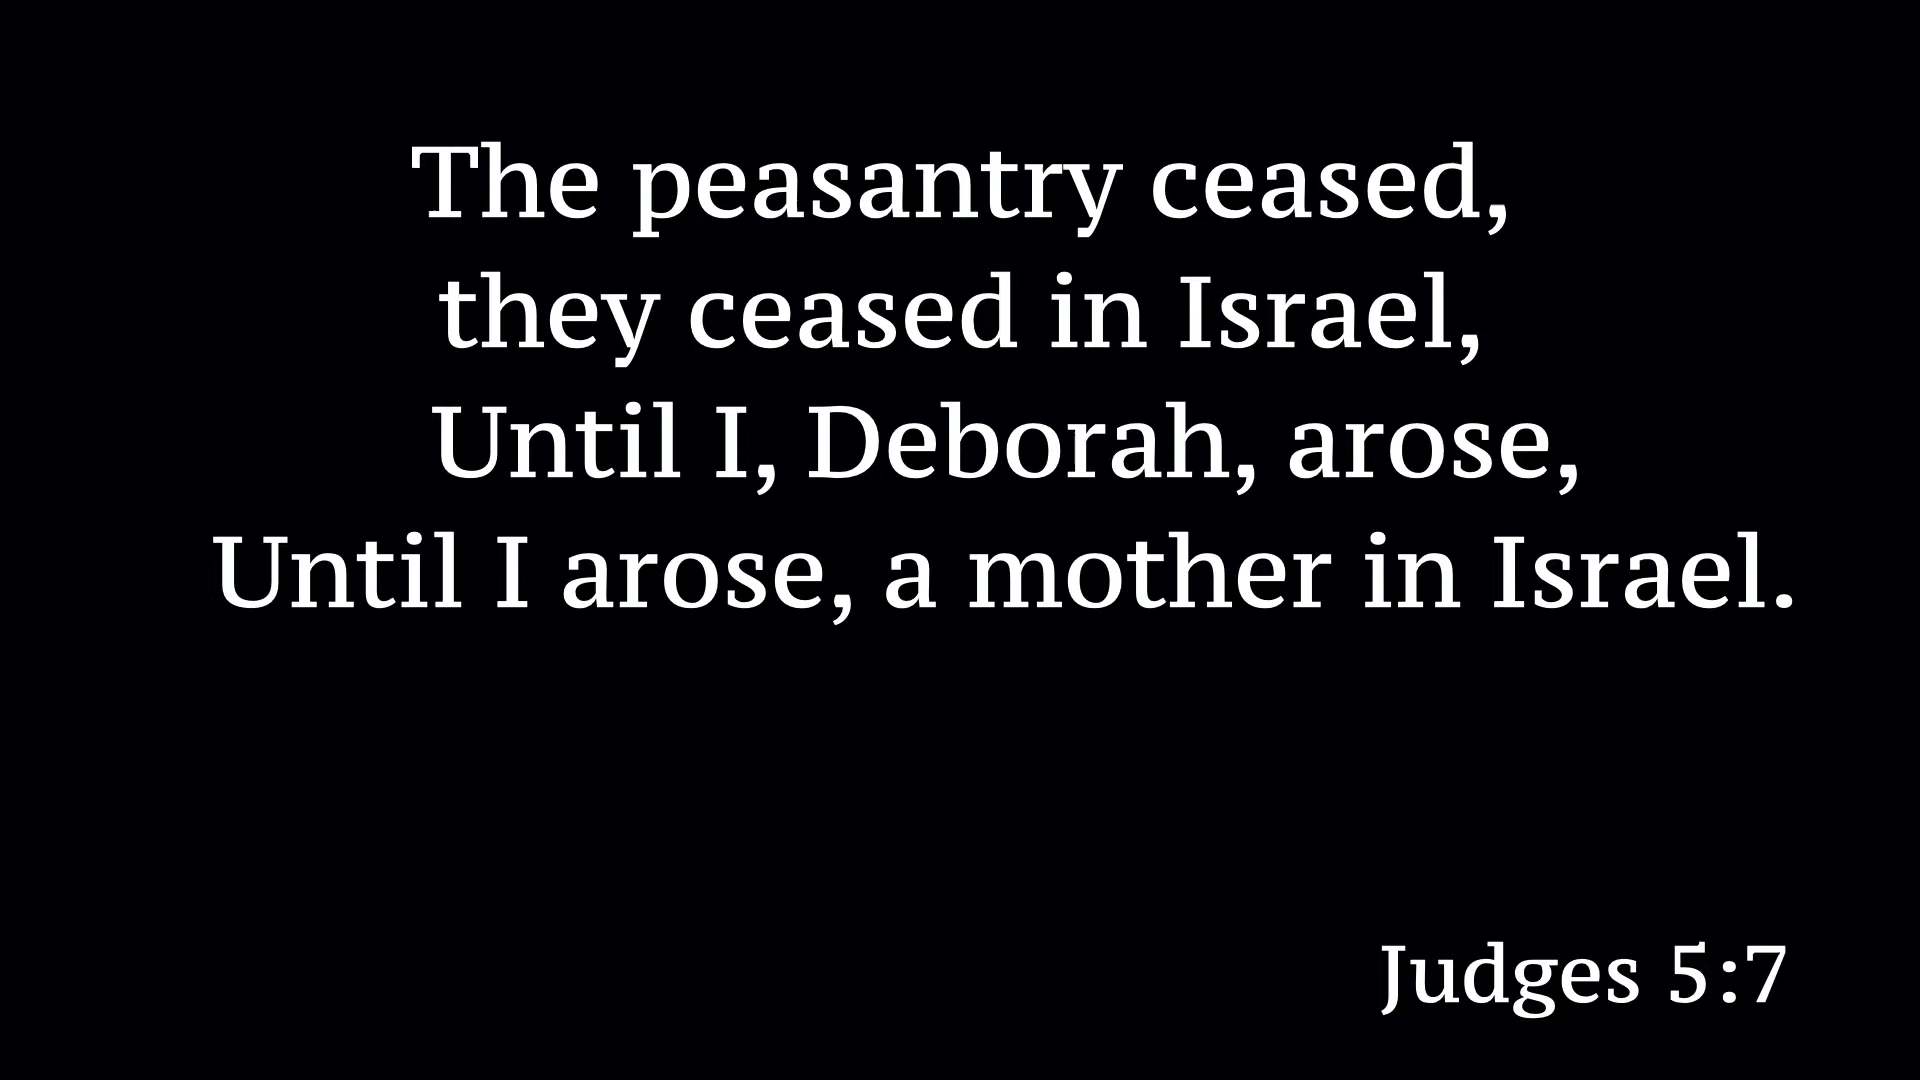 The peasantry ceased,
they ceased in Israel,
Until I, Deborah, arose,
Until I arose, a mother in Israel.
Judges 5:7